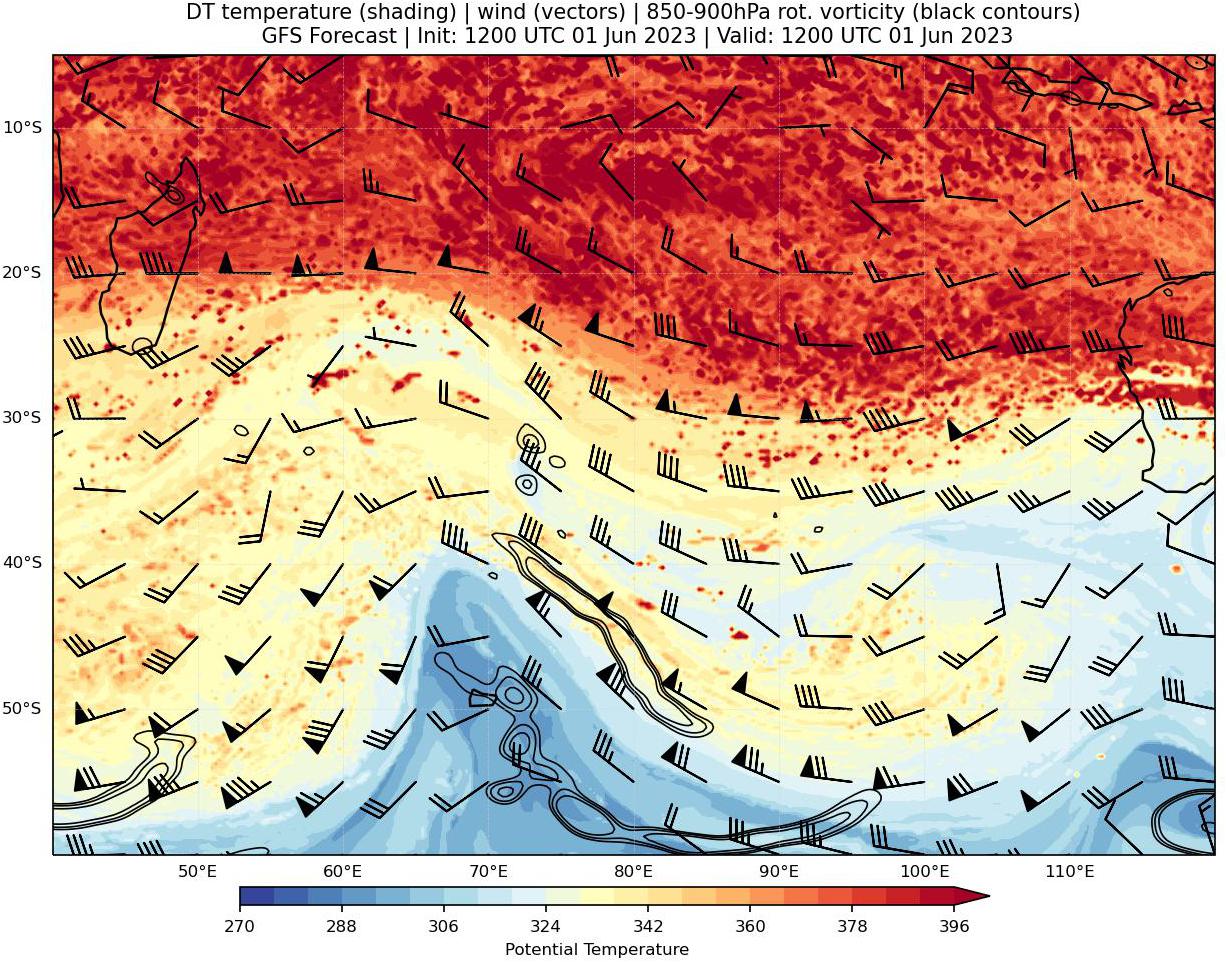 DT temperature (shading) | wind (vectors) | 850-900hPa rot. vorticity (black contours)
GFS Forecast | Init: 1200 UTC 01 Jun 2023 | Valid: 1200 UTC 01 Jun 2023
10°S
20°S
30°S
40°S
50°S
50°E 60°E 70°E 80°E 90°E 100°E 110°E
270 288 306 324 342 360 378 396
Potential Temperature